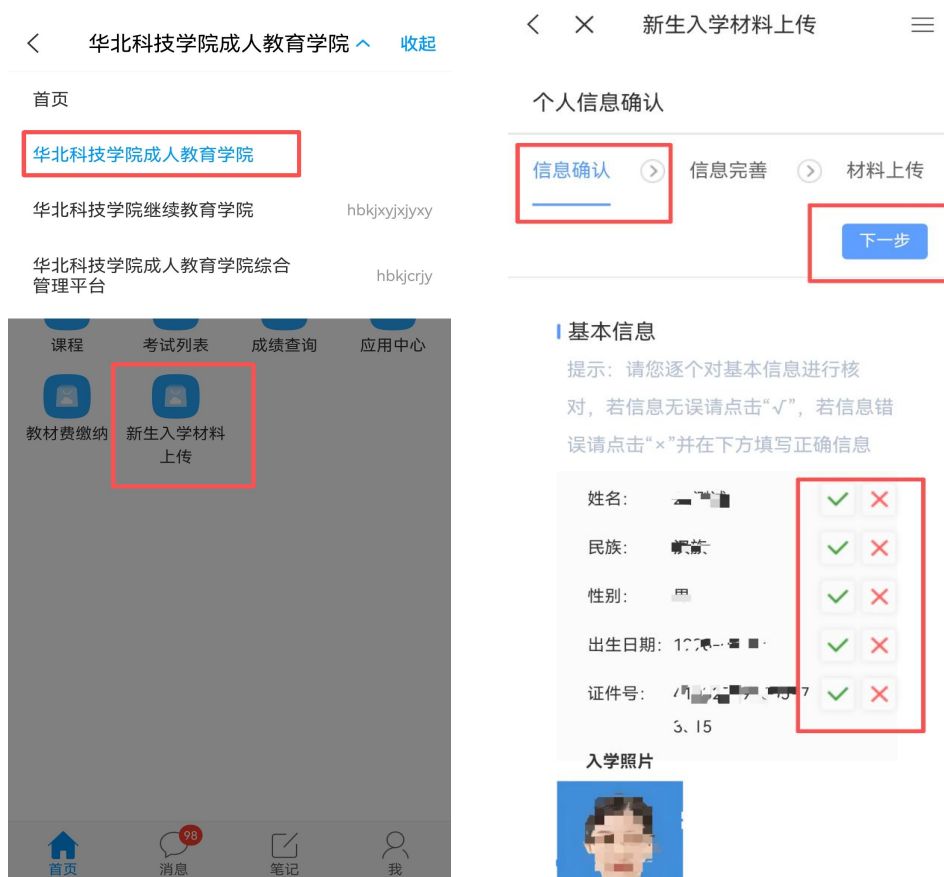 华北科技学院成人教育学院 收起
首页
华北科技学院成人教育学院
华北科技学院继续教育学院 hbkjxyjxjyxy
华北科技学院成人教育学院综合
管理平台 hbkjcrjy
课程 考试列表 成绩查询 应用中心
教材费缴纳 新生入学材料
上传
98
首页 消息 笔记 我
新生入学材料上传
个人信息确认
信息确认 信息完善 材料上传
下一步
基本信息
提示：请您逐个对基本信息进行核
对，若信息无误请点击“√”，若信息错
误请点击“×”并在下方填写正确信息
姓名：
民族：
性别：
出生日期：
证件号：
入学照片